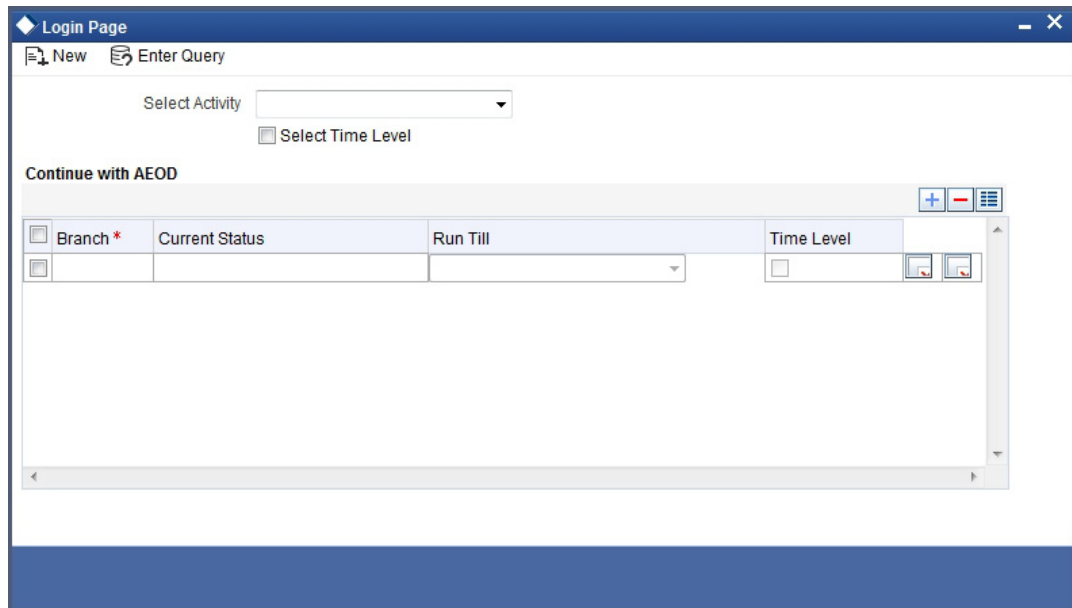 Login Page
New Enter Query
Select Activity
Select Time Level
Continue with AEOD
Branch * Current Status Run Till Time Level